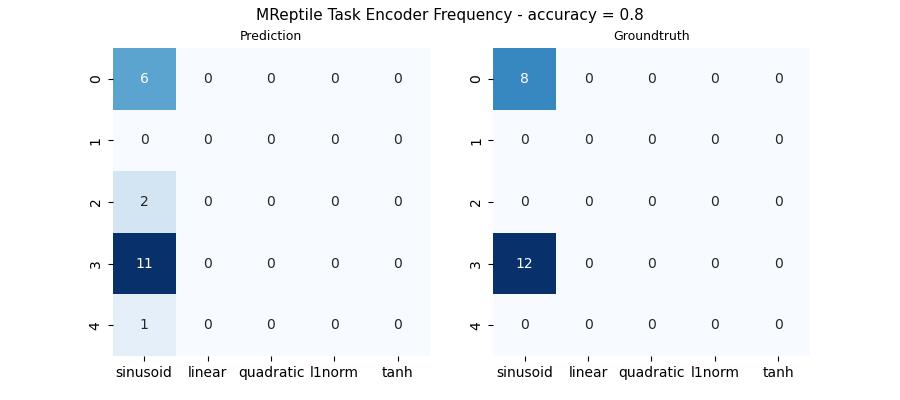 MReptile Task Encoder Frequency - accuracy = 0.8
Prediction
Groundtruth
0 6 0 0 0 0
0 8 0 0 0 0
1 0 0 0 0 0
1 0 0 0 0 0
2 2 0 0 0 0
2 0 0 0 0 0
3 11 0 0 0 0
3 12 0 0 0 0
4 1 0 0 0 0
4 0 0 0 0 0
sinusoid linear quadratic l1norm tanh
sinusoid linear quadratic l1norm tanh